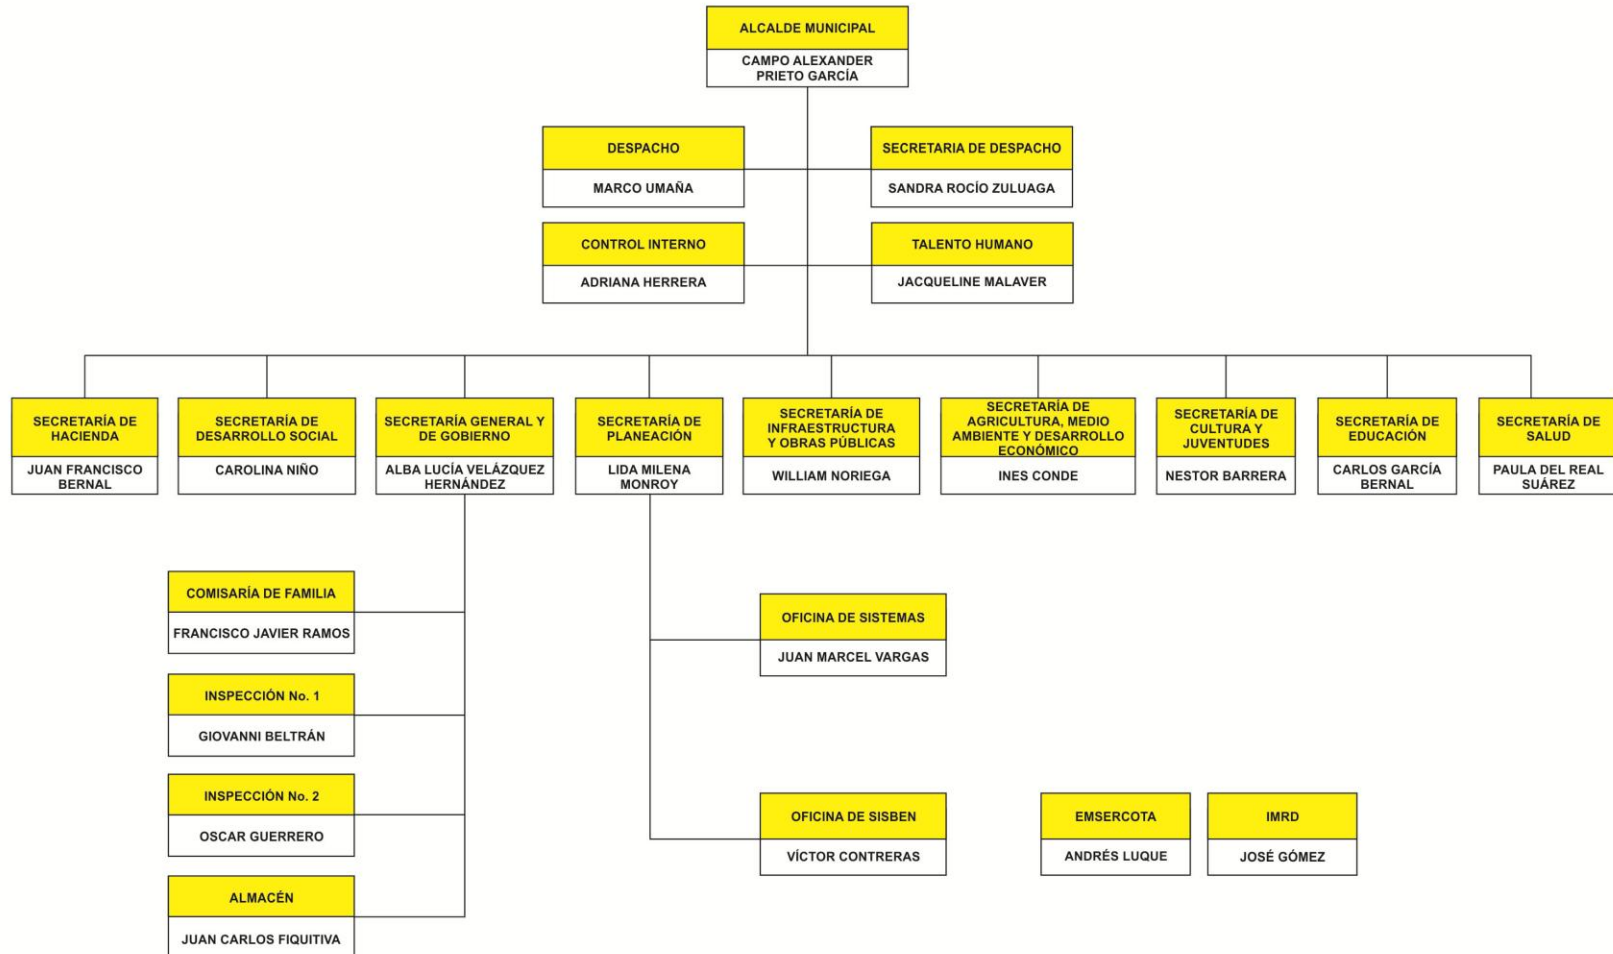 ALCALDE MUNICIPAL
CAMPO ALEXANDER
PRIETO GARCÍA
DESPACHO
MARCO UMAÑA
SECRETARIA DE DESPACHO
SANDRA ROCÍO ZULUAGA
CONTROL INTERNO
ADRIANA HERRERA
TALENTO HUMANO
JACQUELINE MALAVER
SECRETARÍA DE
HACIENDA
JUAN FRANCISCO
BERNAL
SECRETARÍA DE
DESARROLLO SOCIAL
CAROLINA NIÑO
SECRETARÍA GENERAL Y
DE GOBIERNO
ALBA LUCÍA VELÁZQUEZ
HERNÁNDEZ
SECRETARÍA DE
PLANEACIÓN
LIDA MILENA
MONROY
SECRETARÍA DE
INFRAESTRUCTURA
Y OBRAS PÚBLICAS
WILLIAM NORIEGA
SECRETARÍA DE
AGRICULTURA, MEDIO
AMBIENTE Y DESARROLLO
ECONÓMICO
INES CONDE
SECRETARÍA DE
CULTURA Y
JUVENTUDES
NESTOR BARRERA
SECRETARÍA DE
EDUCACIÓN
CARLOS GARCÍA
BERNAL
SECRETARÍA DE
SALUD
PAULA DEL REAL
SUÁREZ
COMISARÍA DE FAMILIA
FRANCISCO JAVIER RAMOS
INSPECCIÓN No. 1
GIOVANNI BELTRÁN
INSPECCIÓN No. 2
OSCAR GUERRERO
ALMACÉN
JUAN CARLOS FIQUITIVA
OFICINA DE SISTEMAS
JUAN MARCEL VARGAS
OFICINA DE SISBEN
VÍCTOR CONTRERAS
EMSERCOTA
ANDRÉS LUQUE
IMRD
JOSÉ GÓMEZ